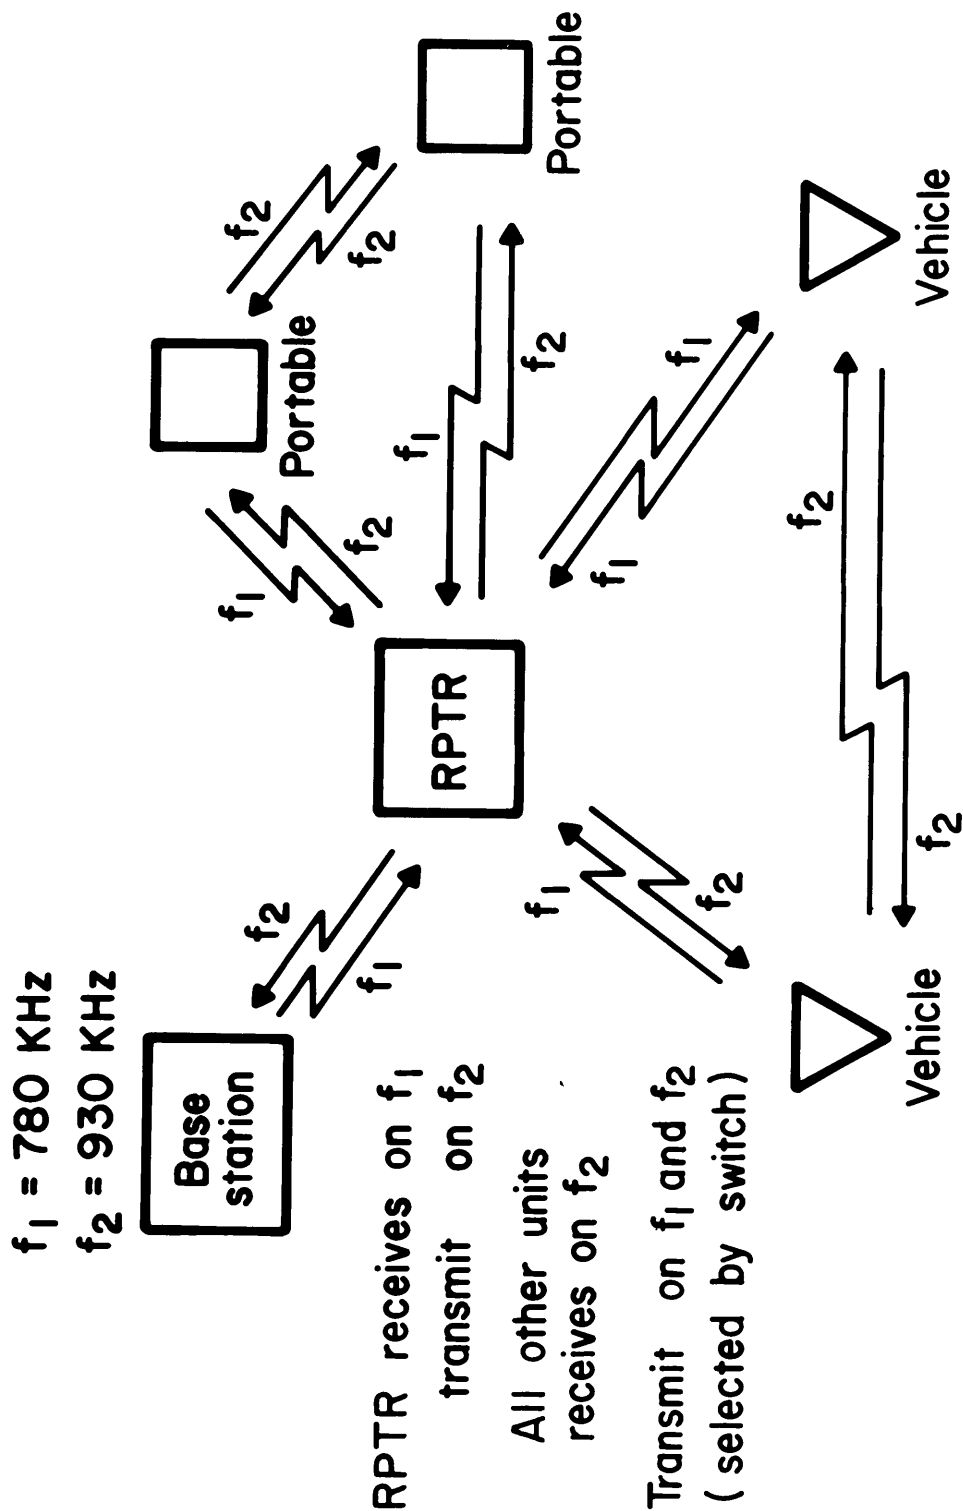 f1 = 780 KHz
f2 = 930 KHz
Base
station
f2
f1
RPTR
f1
f2
Portable
f2
f2
Portable
f1
f2
f1
f1
f1
f2
Vehicle
f2
f2
Vehicle
RPTR receives on f1
transmit on f2
All other units
receives on f2
Transmit on f1 and f2
( selected by switch)